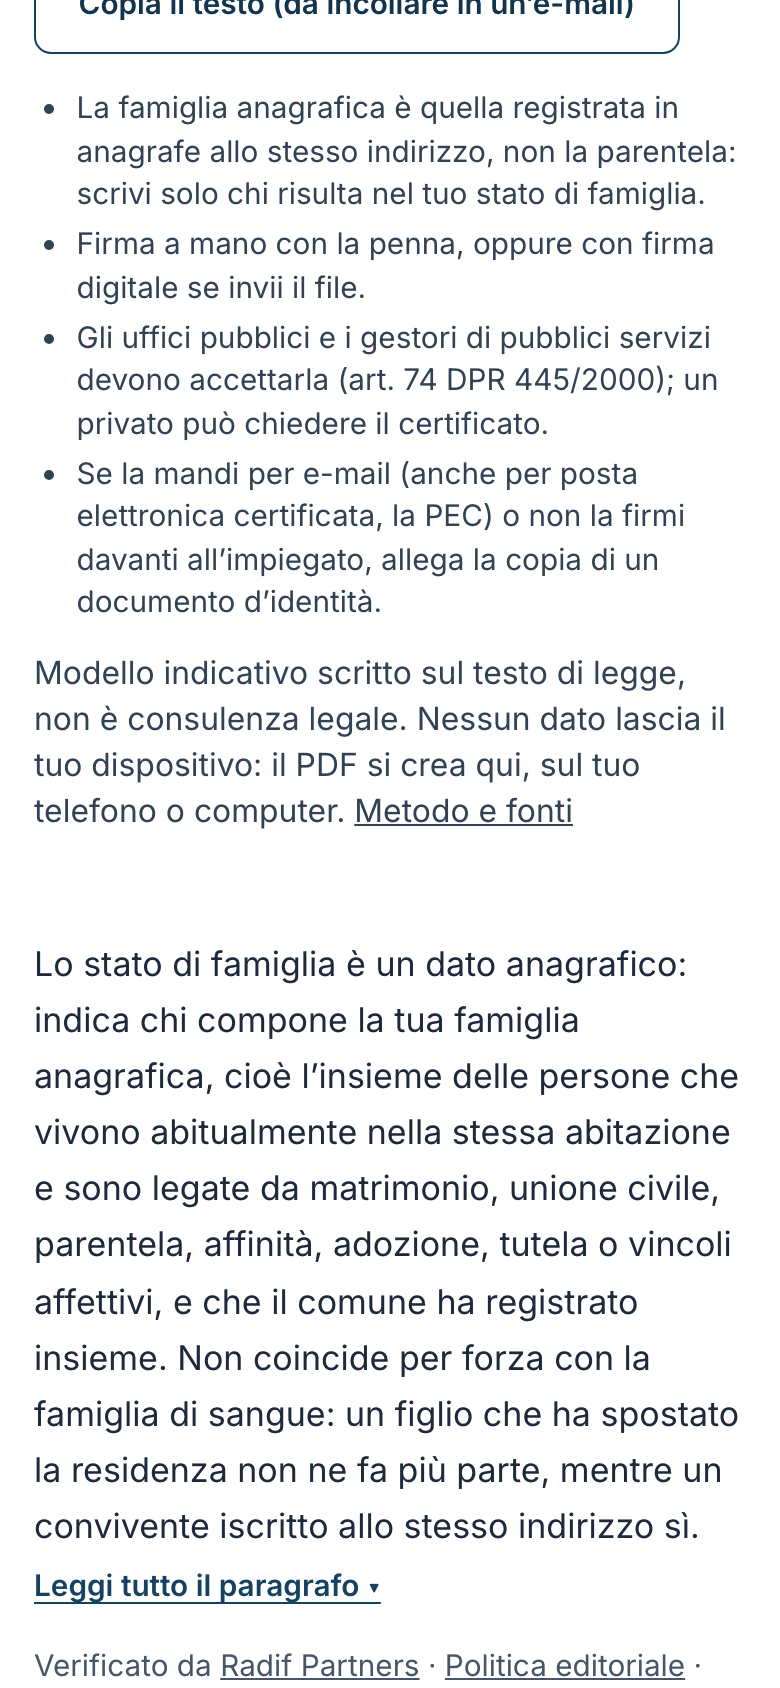 Copia il testo (da incollare in un'e-mail)
• La famiglia anagrafica è quella registrata in
anagrafe allo stesso indirizzo, non la parentela:
scrivi solo chi risulta nel tuo stato di famiglia.
• Firma a mano con la penna, oppure con firma
digitale se invii il file.
• Gli uffici pubblici e i gestori di pubblici servizi
devono accettarla (art. 74 DPR 445/2000); un
privato può chiedere il certificato.
• Se la mandi per e-mail (anche per posta
elettronica certificata, la PEC) o non la firmi
davanti all’impiegato, allega la copia di un
documento d’identità.
Modello indicativo scritto sul testo di legge,
non è consulenza legale. Nessun dato lascia il
tuo dispositivo: il PDF si crea qui, sul tuo
telefono o computer. Metodo e fonti
Lo stato di famiglia è un dato anagrafico:
indica chi compone la tua famiglia
anagrafica, cioè l’insieme delle persone che
vivono abitualmente nella stessa abitazione
e sono legate da matrimonio, unione civile,
parentela, affinità, adozione, tutela o vincoli
affettivi, e che il comune ha registrato
insieme. Non coincide per forza con la
famiglia di sangue: un figlio che ha spostato
la residenza non ne fa più parte, mentre un
convivente iscritto allo stesso indirizzo sì.
Leggi tutto il paragrafo ▾
Verificato da Radif Partners · Politica editoriale ·